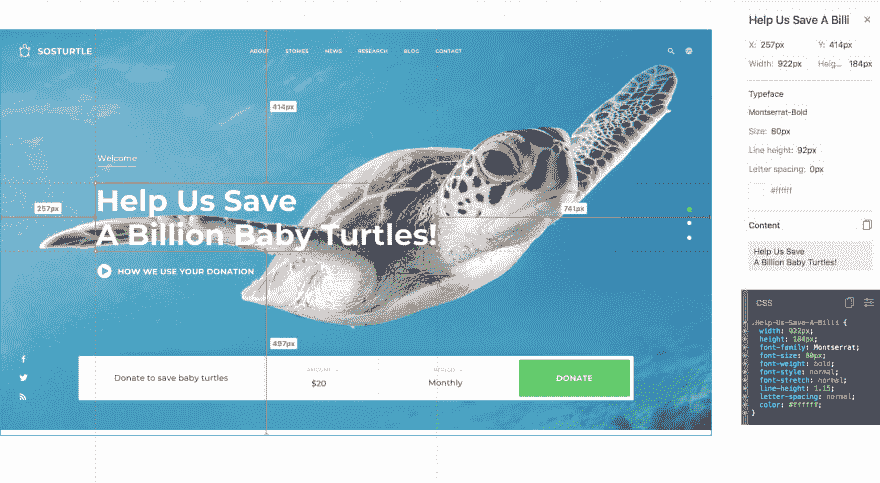 SOSTURTLE
ABOUT STORIES NEWS RESEARCH BLOG CONTACT
414px
Welcome
257px
741px
Help Us Save
A Billion Baby Turtles!
HOW WE USE YOUR DONATION
497px
Donate to save baby turtles
AMOUNT
$20
Monthly
DONATE
Help Us Save A Billi
X: 257px Y: 414px
Width: 922px Heig... 184px
Typeface
Montserrat-Bold
Size: 80px
Line height: 92px
Letter spacing: 0px
#ffffff
Content
Help Us Save
A Billion Baby Turtles!
CSS
.Help-Us-Save-A-Billi {
width: 922px;
height: 184px;
font-family: Montserrat;
font-size: 80px;
font-weight: bold;
font-style: normal;
font-stretch: normal;
line-height: 1.15;
letter-spacing: normal;
color: #ffffff;
}